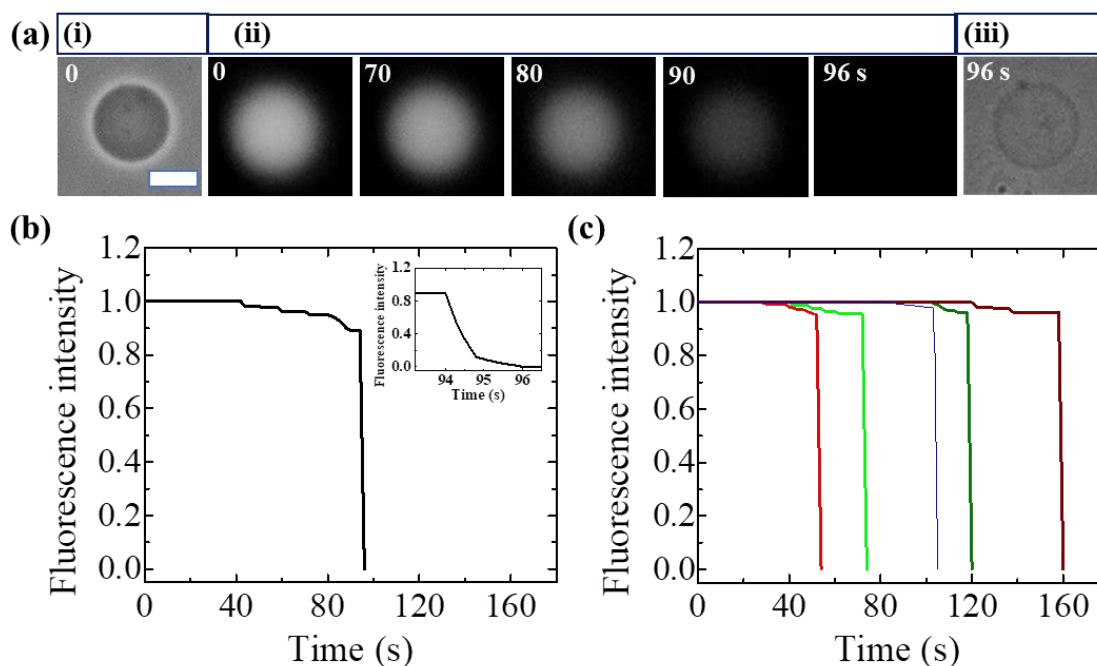 (a) (i) (ii) (iii)
0 0 70 80 90 96 s 96 s
(b) (c)
1.2 1.0 0.8 0.6 0.4 0.2 0.0
Fluorescence intensity
0 40 80 120 160
Time (s)
1.2 0.8 0.4 0.0
Fluorescence intensity
94 95 96
Time (s)
1.2 1.0 0.8 0.6 0.4 0.2 0.0
Fluorescence intensity
0 40 80 120 160
Time (s)